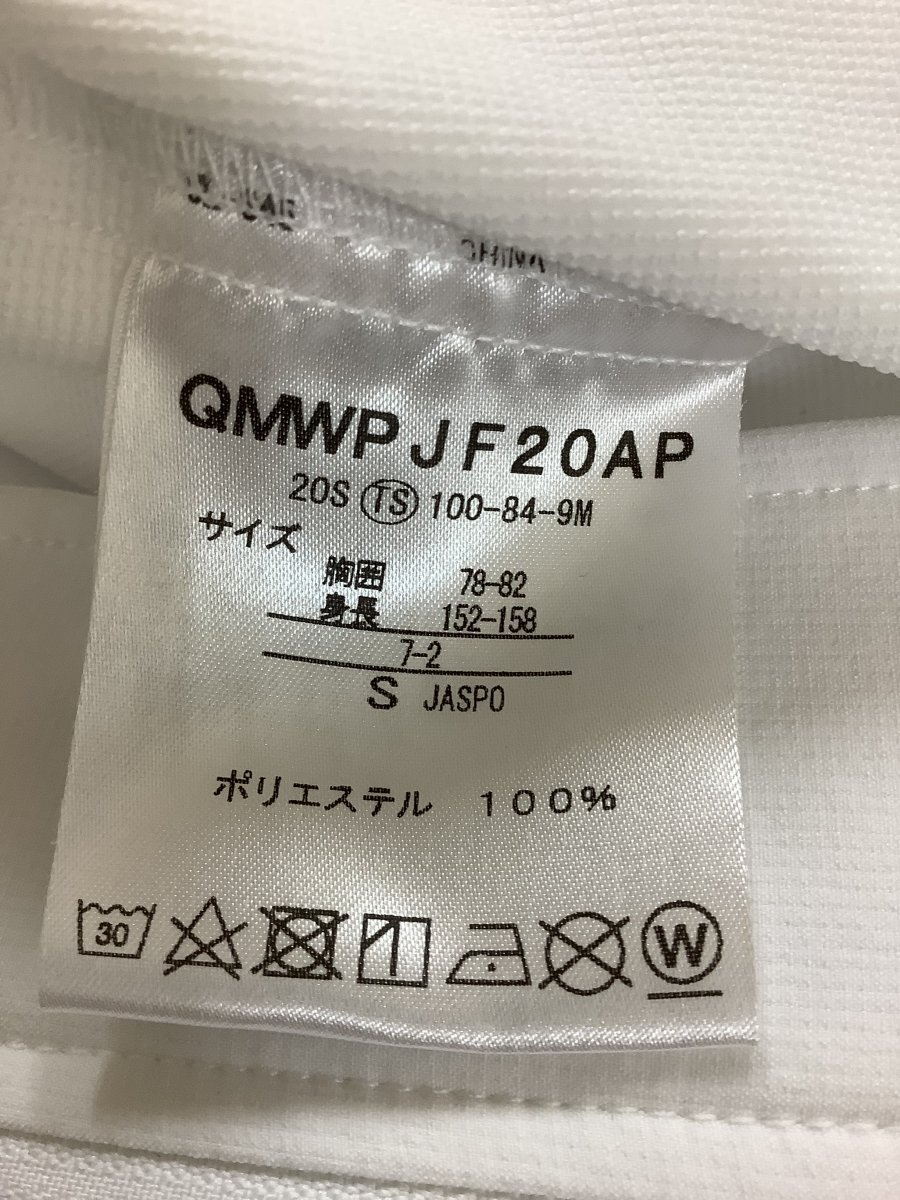 CHINA
QMWPJF20AP
20S TS 100-84-9M
サイズ
胸囲 78-82
身長 152-158
7-2
S JASPO
ポリエステル 100%
30
W